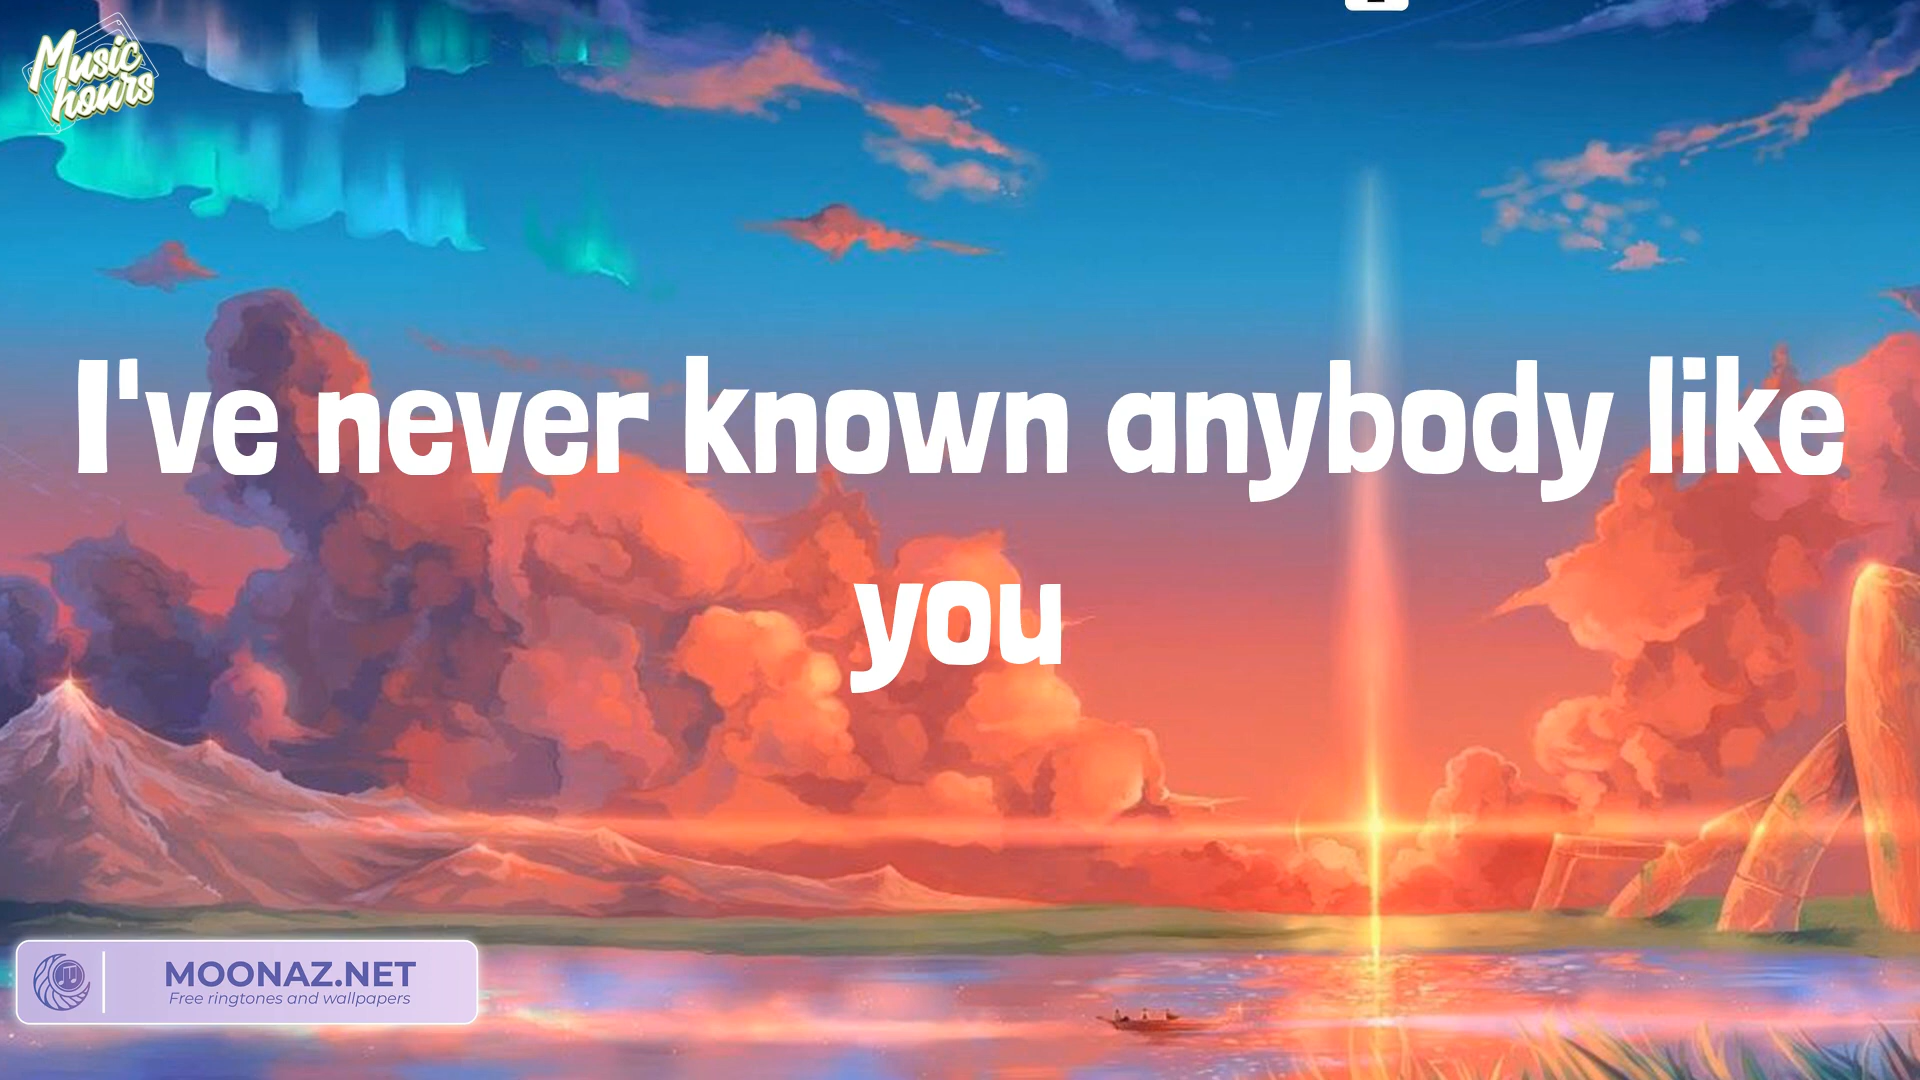 Music
hours
I've never known anybody like
you
MOONAZ.NET
Free ringtones and wallpapers